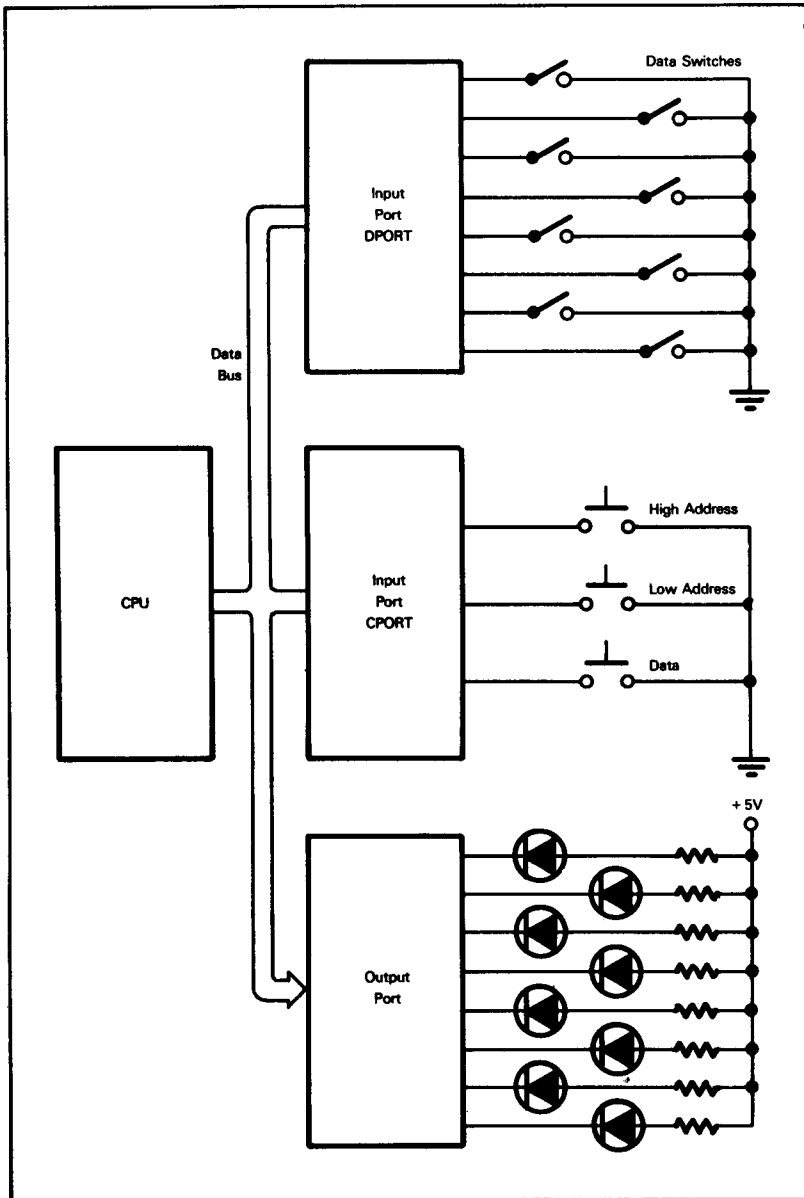 Data Switches
Input
Port
DPORT
Data
Bus
High Address
CPU
Input
Port
CPORT
Low Address
Data
+ 5V
Output
Port